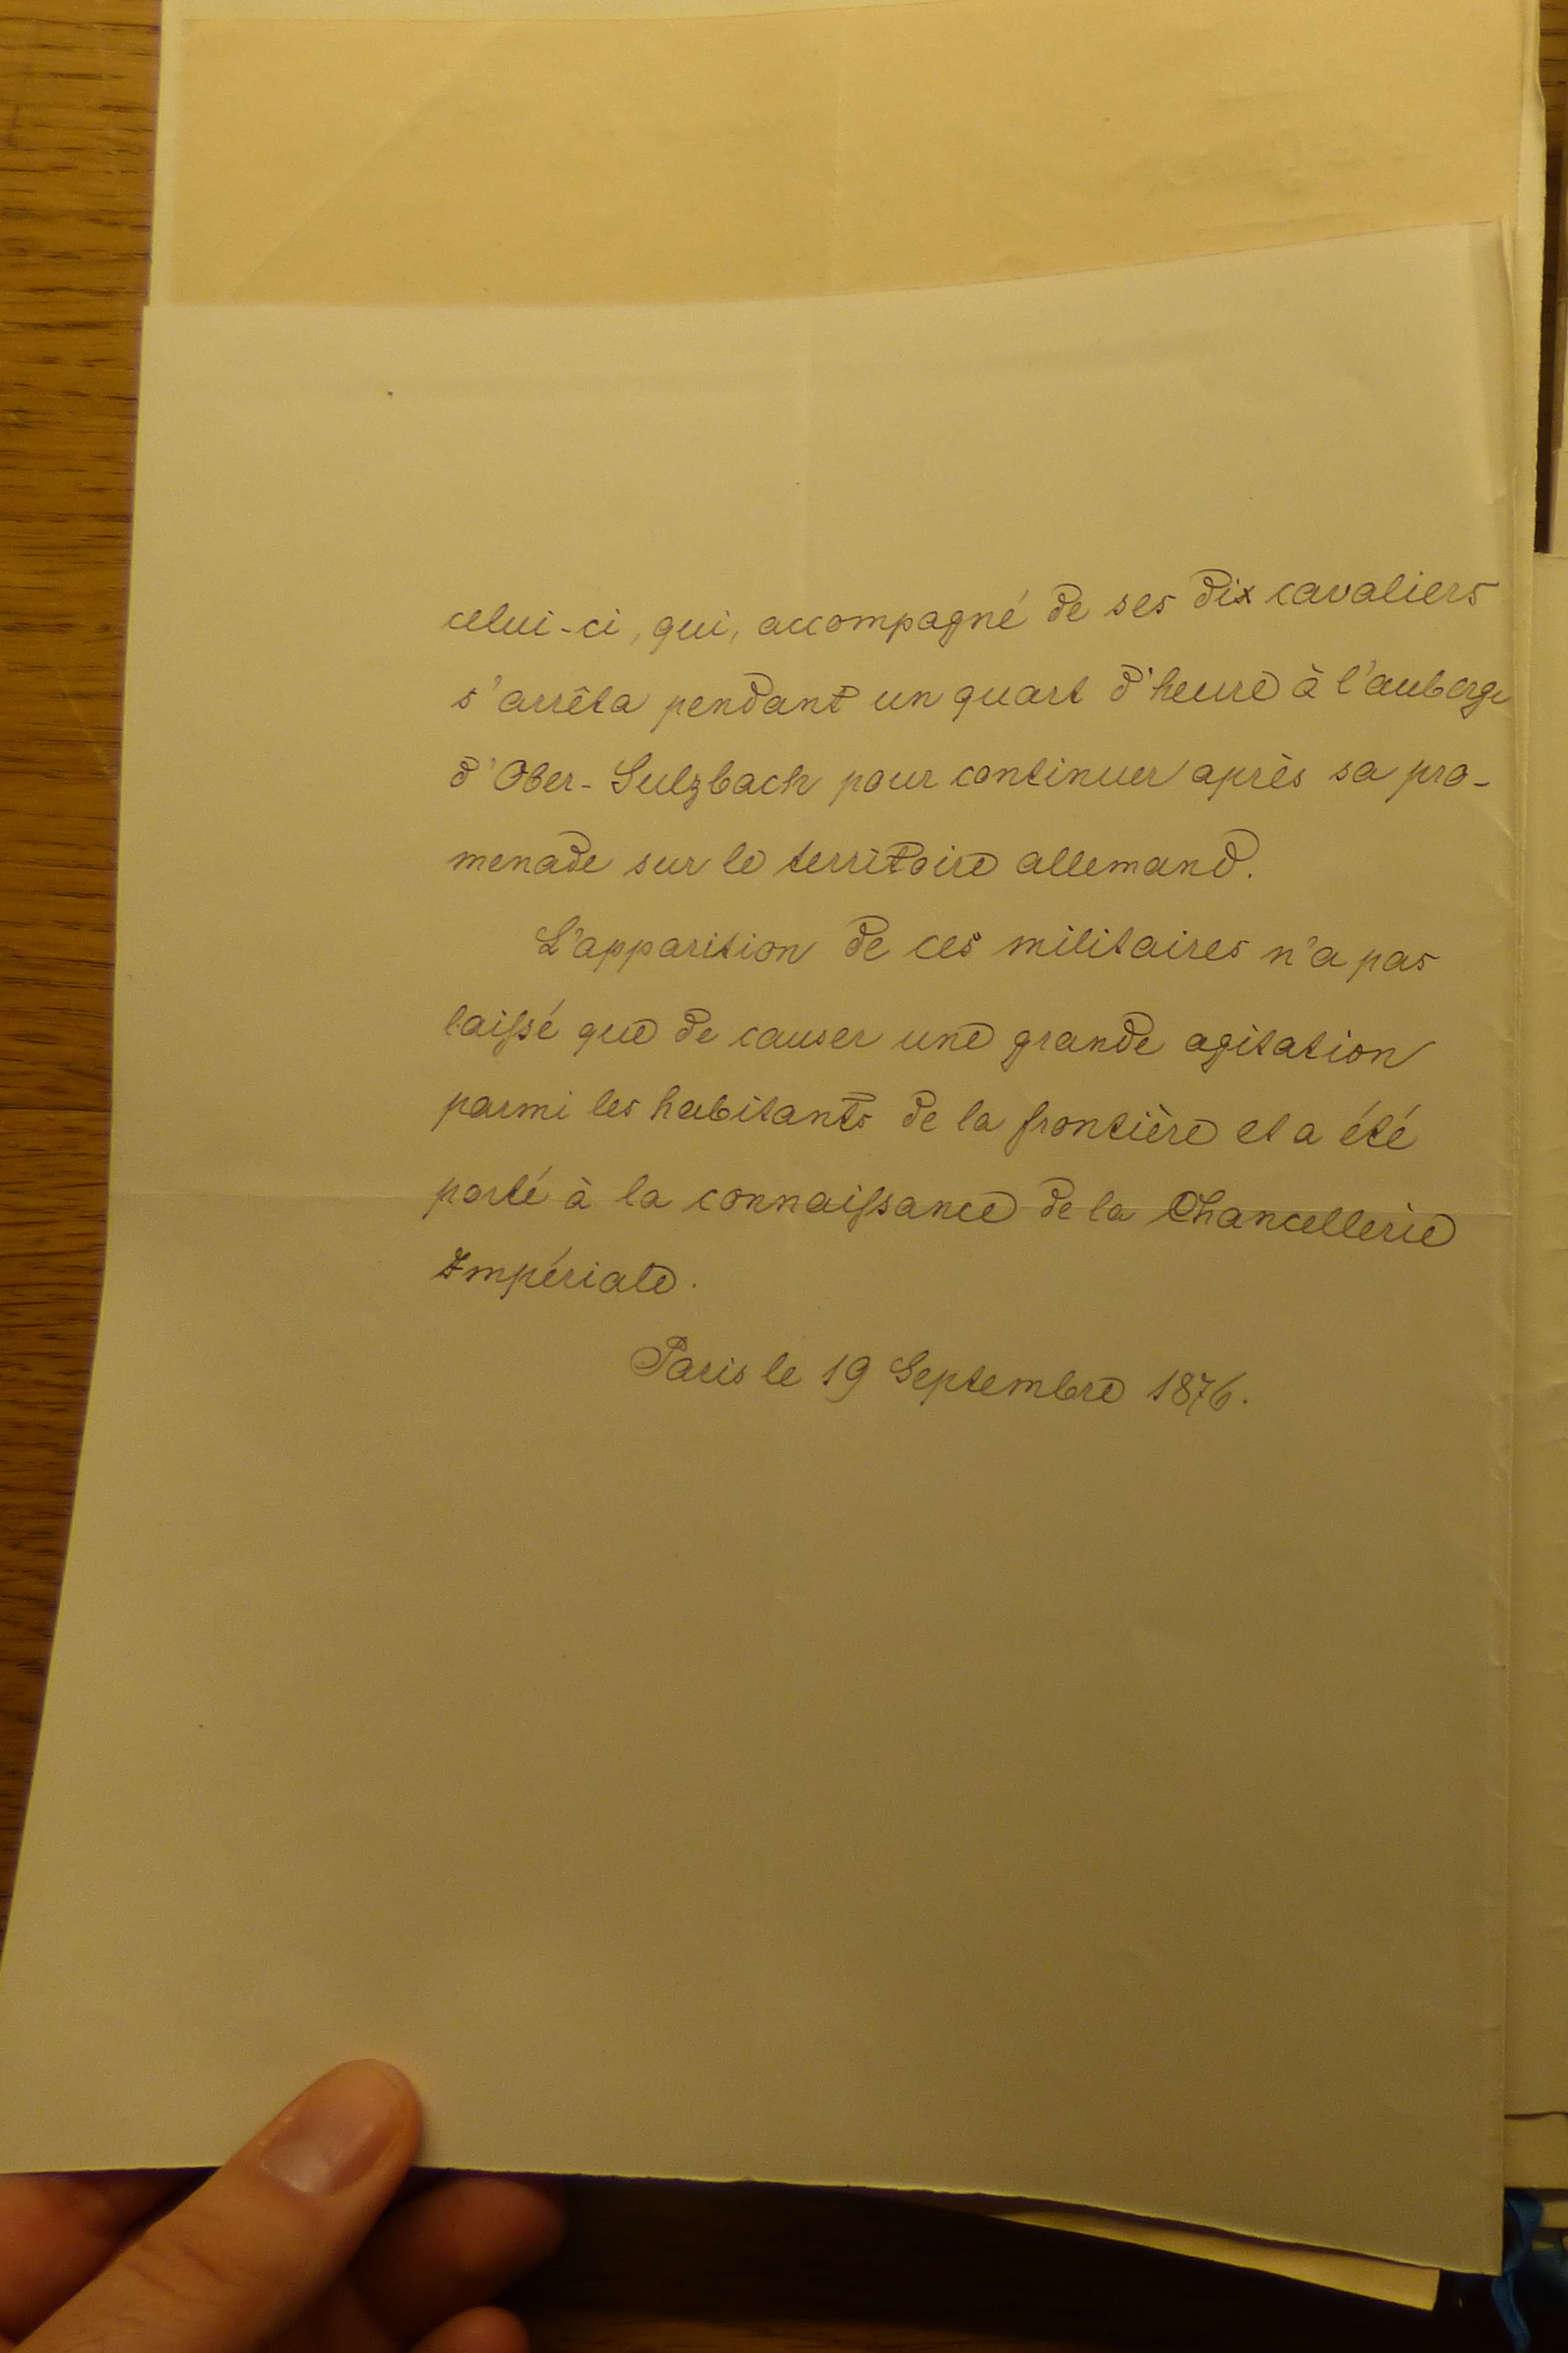 celui-ci, qui, accompagné de ses dix cavaliers
s'arrêta pendant un quart d'heure à l'auberge
d'Ober-Sulzbach pour continuer après sa pro-
menade sur le territoire allemand.
L'apparition de ces militaires n'a pas
laissé que de causer une grande agitation
parmi les habitants de la frontière et a été
porté à la connaissance de la Chancellerie
Impériale.
Paris le 19 Septembre 1876.